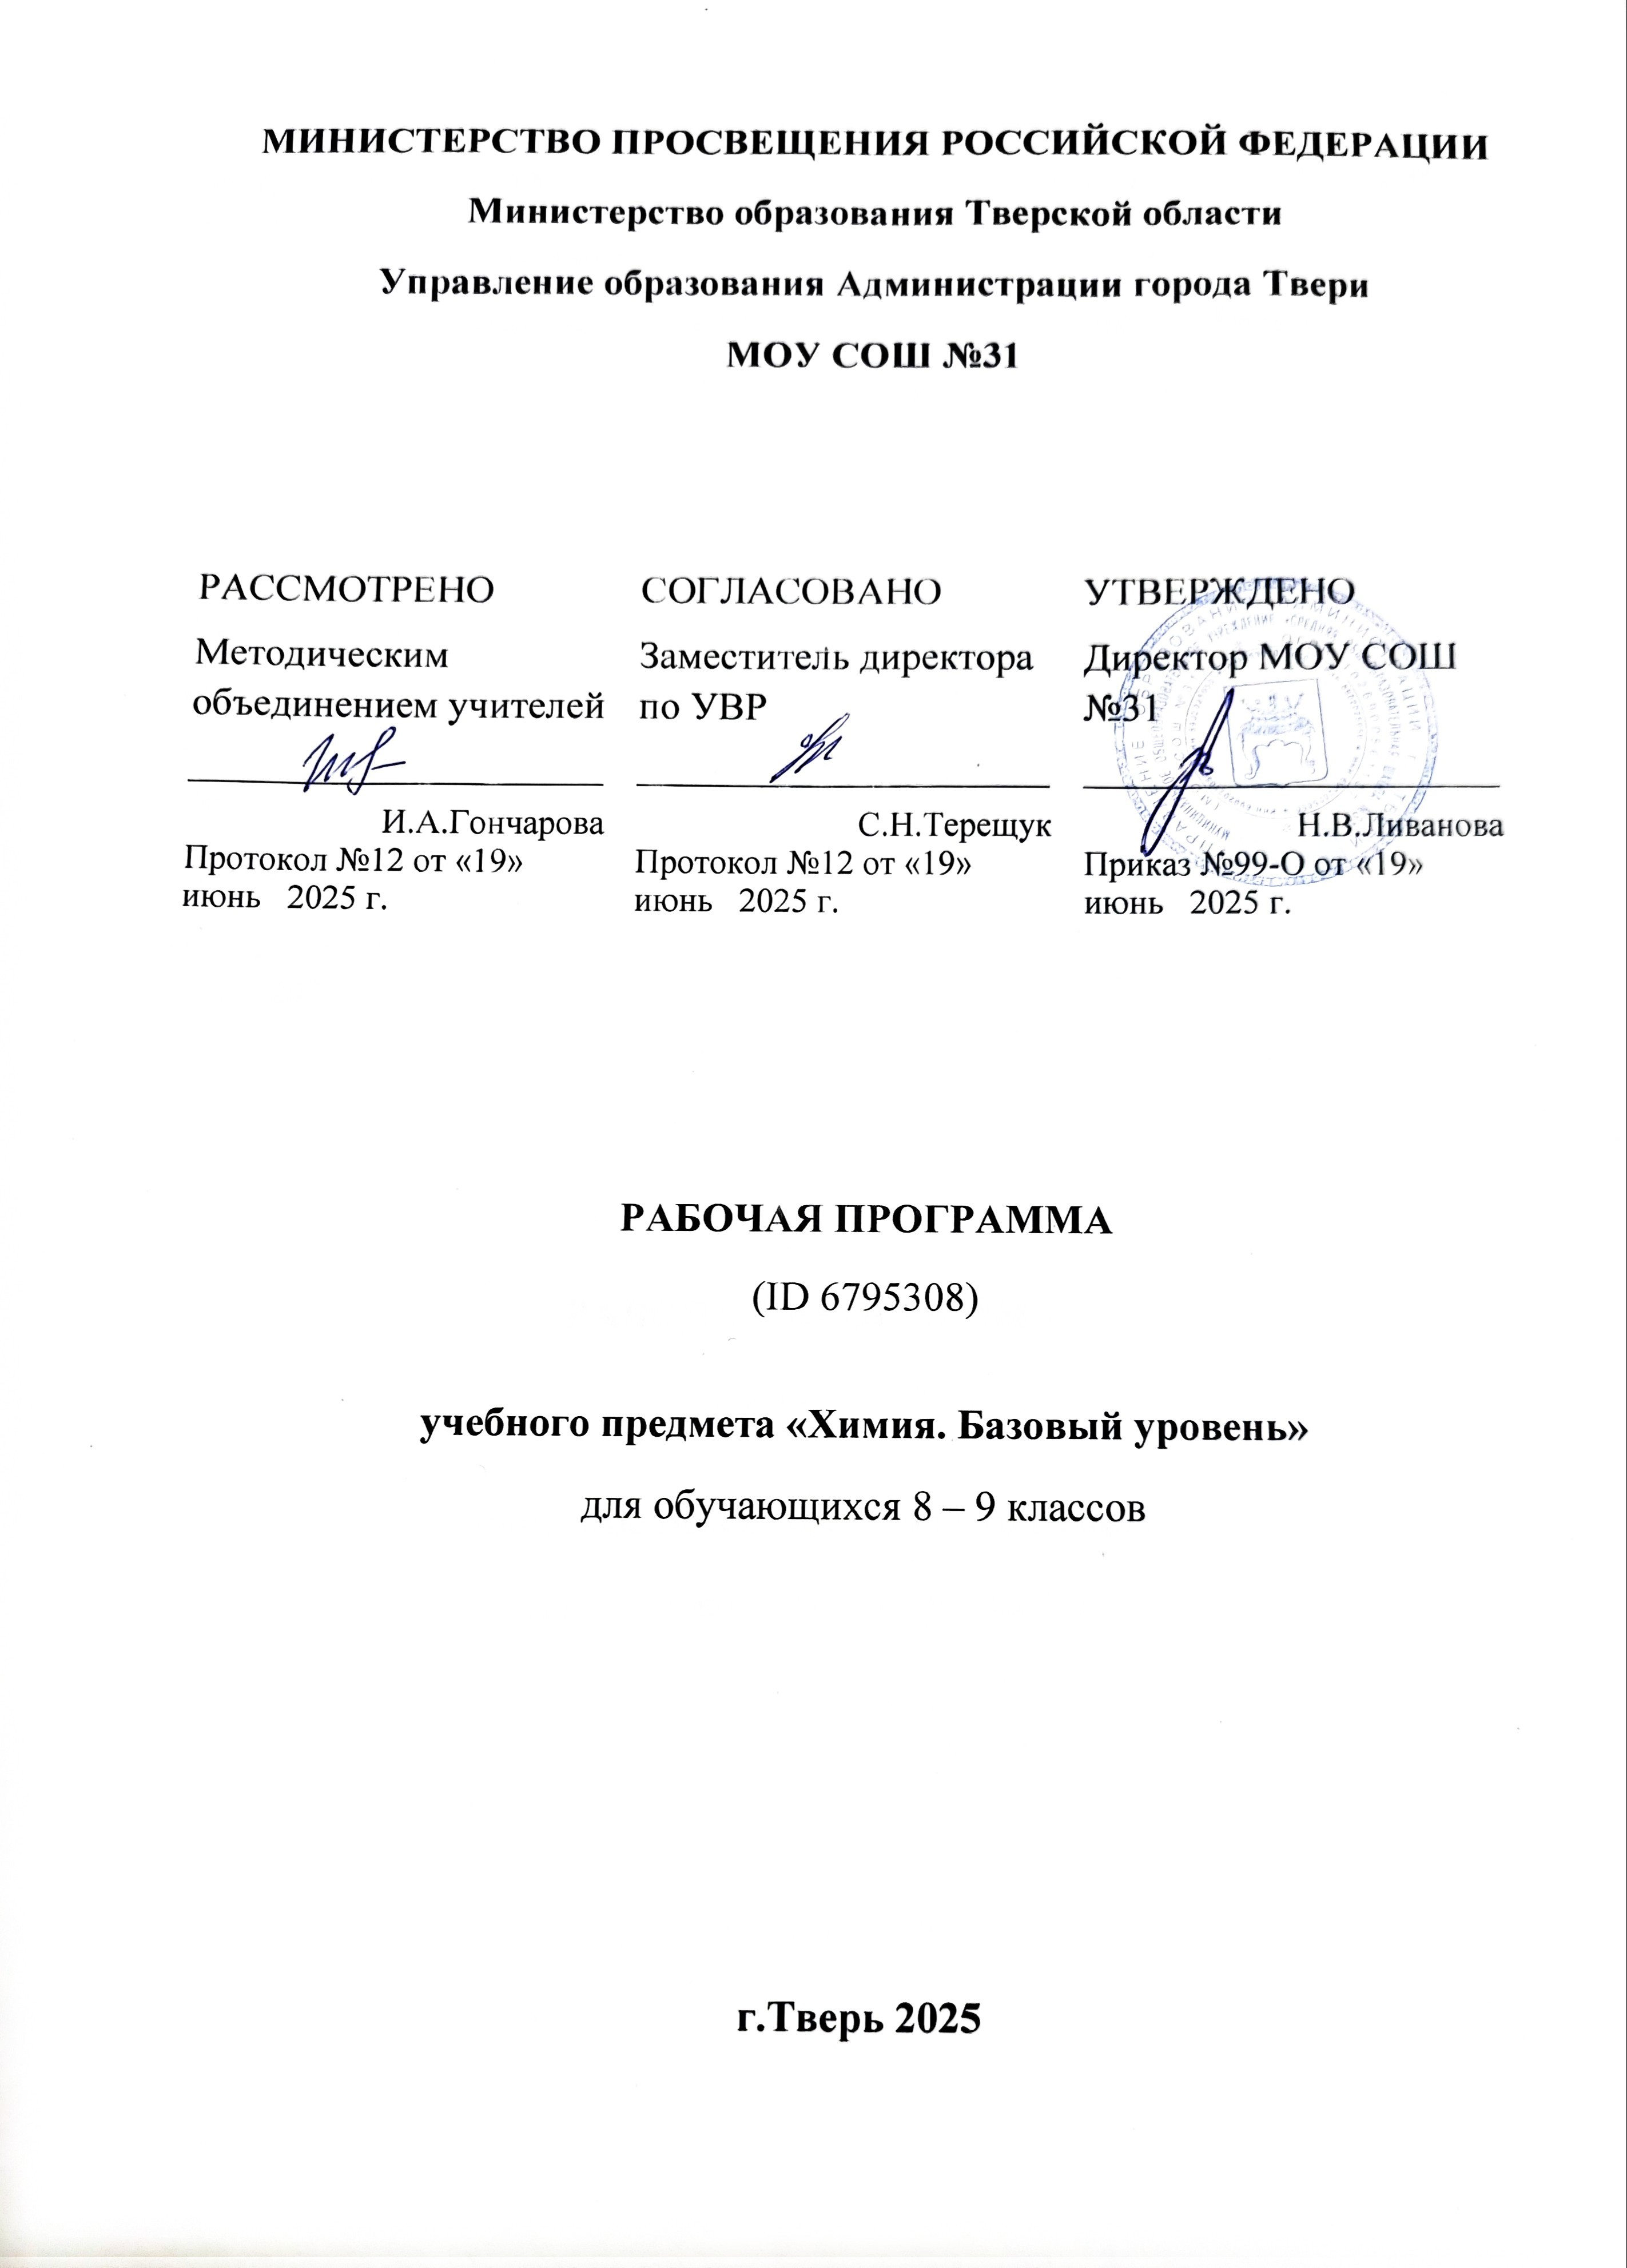 МИНИСТЕРСТВО ПРОСВЕЩЕНИЯ РОССИЙСКОЙ ФЕДЕРАЦИИ
Министерство образования Тверской области
Управление образования Администрации города Твери
МОУ СОШ №31
РАССМОТРЕНО
Методическим
объединением учителей
И.А.Гончарова
Протокол №12 от «19»
июнь 2025 г.
СОГЛАСОВАНО
Заместитель директора
по УВР
С.Н.Терещук
Протокол №12 от «19»
июнь 2025 г.
УТВЕРЖДЕНО
Директор МОУ СОШ
№31
Н.В.Ливанова
Приказ №99-О от «19»
июнь 2025 г.
РАБОЧАЯ ПРОГРАММА
(ID 6795308)
учебного предмета «Химия. Базовый уровень»
для обучающихся 8 – 9 классов
г.Тверь 2025